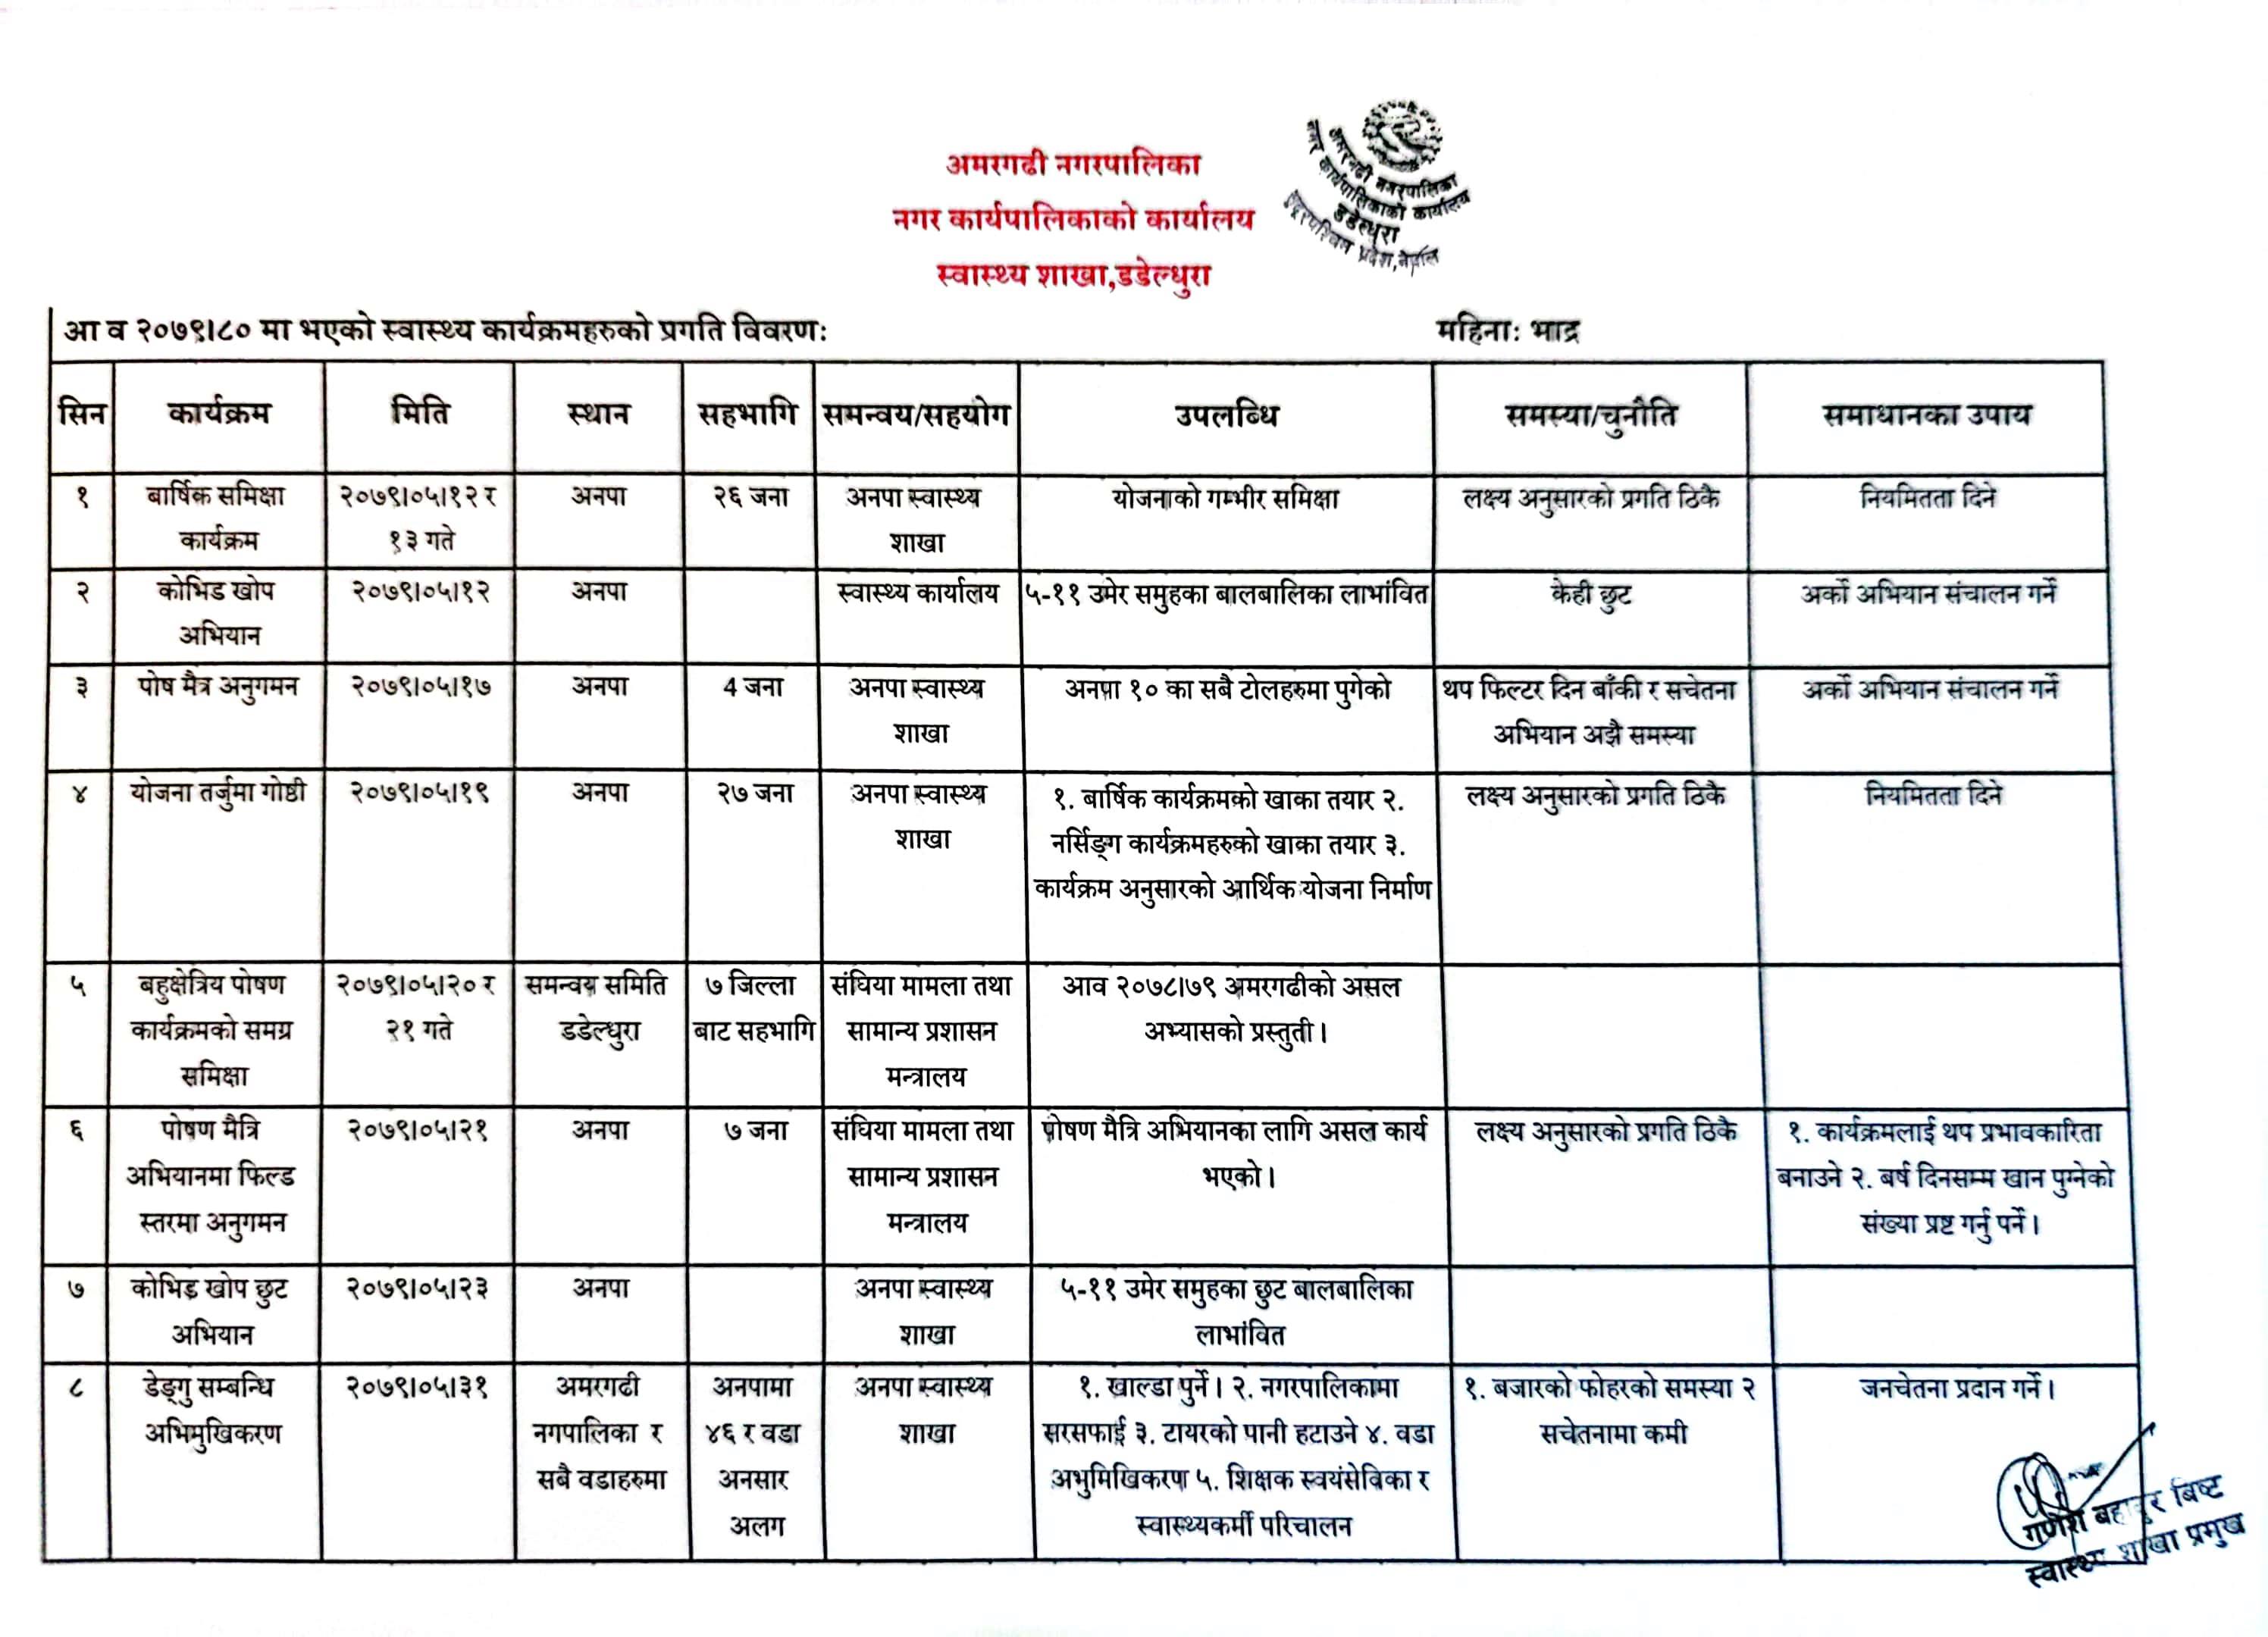 अमरगढी नगरपालिका
नगर कार्यपालिकाको कार्यालय
स्वास्थ्य शाखा,डडेल्धुरा
अमरगढी नगरपालिका
नगर कार्यपालिकाको कार्यालय
डडेल्धुरा
सुदूरपश्चिम प्रदेश,नेपाल
आ व २०७९।८० मा भएको स्वास्थ्य कार्यक्रमहरुको प्रगति विवरण: महिना: भाद्र
सिन कार्यक्रम मिति स्थान सहभागि समन्वय/सहयोग उपलब्धि समस्या/चुनौति समाधानका उपाय
१ बार्षिक समिक्षा २०७९।०५।१२ र अनपा २६ जना अनपा स्वास्थ्य योजनाको गम्भीर समिक्षा लक्ष्य अनुसारको प्रगति ठिकै नियमितता दिने
कार्यक्रम १३ गते शाखा
२ कोभिड खोप २०७९।०५।१२ अनपा स्वास्थ्य कार्यालय ५-११ उमेर समुहका बालबालिका लाभांवित केही छुट अर्को अभियान संचालन गर्ने
अभियान
३ पोष मैत्र अनुगमन २०७९।०५।१७ अनपा 4 जना अनपा स्वास्थ्य अनपा १० का सबै टोलहरुमा पुगेको थप फिल्टर दिन बाँकी र सचेतना अर्को अभियान संचालन गर्ने
शाखा अभियान अझै समस्या
४ योजना तर्जुमा गोष्ठी २०७९।०५।१९ अनपा २७ जना अनपा स्वास्थ्य १. बार्षिक कार्यक्रमको खाका तयार २. लक्ष्य अनुसारको प्रगति ठिकै नियमितता दिने
शाखा नर्सिङ्ग कार्यक्रमहरुको खाका तयार ३.
कार्यक्रम अनुसारको आर्थिक योजना निर्माण
५ बहुक्षेत्रिय पोषण २०७९।०५।२० र समन्वय समिति ७ जिल्ला संघिया मामला तथा आव २०७८।७९ अमरगढीको असल
कार्यक्रमको समग्र २१ गते डडेल्धुरा बाट सहभागि सामान्य प्रशासन अभ्यासको प्रस्तुती।
समिक्षा मन्त्रालय
६ पोषण मैत्रि २०७९।०५।२१ अनपा ७ जना संघिया मामला तथा पोषण मैत्रि अभियानका लागि असल कार्य लक्ष्य अनुसारको प्रगति ठिकै १. कार्यक्रमलाई थप प्रभावकारिता
अभियानमा फिल्ड सामान्य प्रशासन भएको। बनाउने २. बर्ष दिनसम्म खान पुग्नेको
स्तरमा अनुगमन मन्त्रालय संख्या प्रष्ट गर्नु पर्ने।
७ कोभिड खोप छुट २०७९।०५।२३ अनपा अनपा स्वास्थ्य ५-११ उमेर समुहका छुट बालबालिका
अभियान शाखा लाभांवित
८ डेङ्गु सम्बन्धि २०७९।०५।३१ अमरगढी अनपामा अनपा स्वास्थ्य १. खाल्डा पुर्ने। २. नगरपालिकामा १. बजारको फोहरको समस्या २ जनचेतना प्रदान गर्ने।
अभिमुखिकरण नगपालिका र ४६ र वडा शाखा सरसफाई ३. टायरको पानी हटाउने ४. वडा सचेतनामा कमी
सबै वडाहरुमा अनसार अभुमिखिकरण ५. शिक्षक स्वयंसेविका र
अलग स्वास्थ्यकर्मी परिचालन
गणेश बहादुर बिष्ट
स्वास्थ्य शाखा प्रमुख